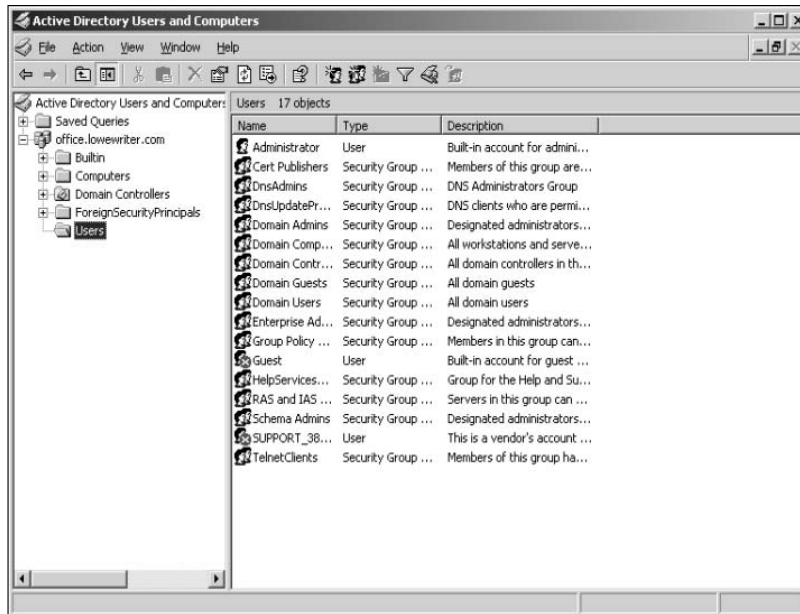 Active Directory Users and Computers
File Action View Window Help
Active Directory Users and Computers
Saved Queries
office.lowewriter.com
Builtin
Computers
Domain Controllers
ForeignSecurityPrincipals
Users
Users 17 objects
Name Type Description
Administrator User Built-in account for admini...
Cert Publishers Security Group ... Members of this group are...
DnsAdmins Security Group ... DNS Administrators Group
DnsUpdatePr... Security Group ... DNS clients who are permi...
Domain Admins Security Group ... Designated administrators...
Domain Comp... Security Group ... All workstations and serve...
Domain Contr... Security Group ... All domain controllers in th...
Domain Guests Security Group ... All domain guests
Domain Users Security Group ... All domain users
Enterprise Ad... Security Group ... Designated administrators...
Group Policy ... Security Group ... Members in this group can...
Guest User Built-in account for guest ...
HelpServices... Security Group ... Group for the Help and Su...
RAS and IAS ... Security Group ... Servers in this group can ...
Schema Admins Security Group ... Designated administrators...
SUPPORT_38... User This is a vendor's account ...
TelnetClients Security Group ... Members of this group ha...